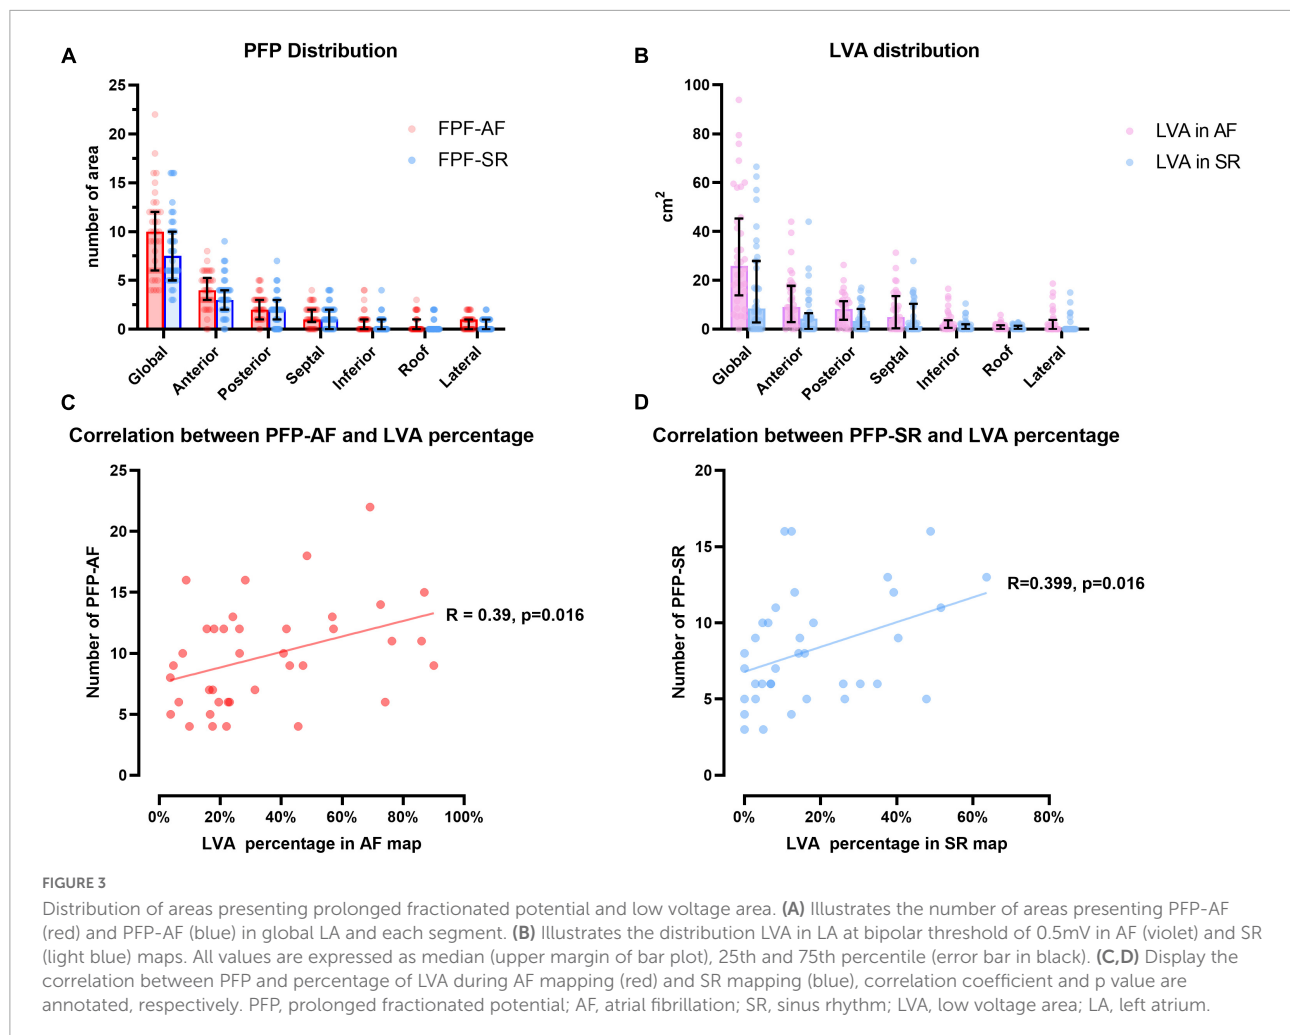 A
PFP Distribution
25
20
15
10
5
0
number of area
FPF-AF
FPF-SR
Global
Anterior
Posterior
Septal
Inferior
Roof
Lateral
B
LVA distribution
100
80
60
40
20
0
cm2
LVA in AF
LVA in SR
Global
Anterior
Posterior
Septal
Inferior
Roof
Lateral
C
Correlation between PFP-AF and LVA percentage
25
20
15
10
5
0
Number of PFP-AF
R = 0.39, p=0.016
0% 20% 40% 60% 80% 100%
LVA percentage in AF map
D
Correlation between PFP-SR and LVA percentage
20
15
10
5
0
Number of PFP-SR
R=0.399, p=0.016
0% 20% 40% 60% 80%
LVA percentage in SR map
FIGURE 3
Distribution of areas presenting prolonged fractionated potential and low voltage area. (A) Illustrates the number of areas presenting PFP-AF
(red) and PFP-AF (blue) in global LA and each segment. (B) Illustrates the distribution LVA in LA at bipolar threshold of 0.5mV in AF (violet) and SR
(light blue) maps. All values are expressed as median (upper margin of bar plot), 25th and 75th percentile (error bar in black). (C,D) Display the
correlation between PFP and percentage of LVA during AF mapping (red) and SR mapping (blue), correlation coefficient and p value are
annotated, respectively. PFP, prolonged fractionated potential; AF, atrial fibrillation; SR, sinus rhythm; LVA, low voltage area; LA, left atrium.